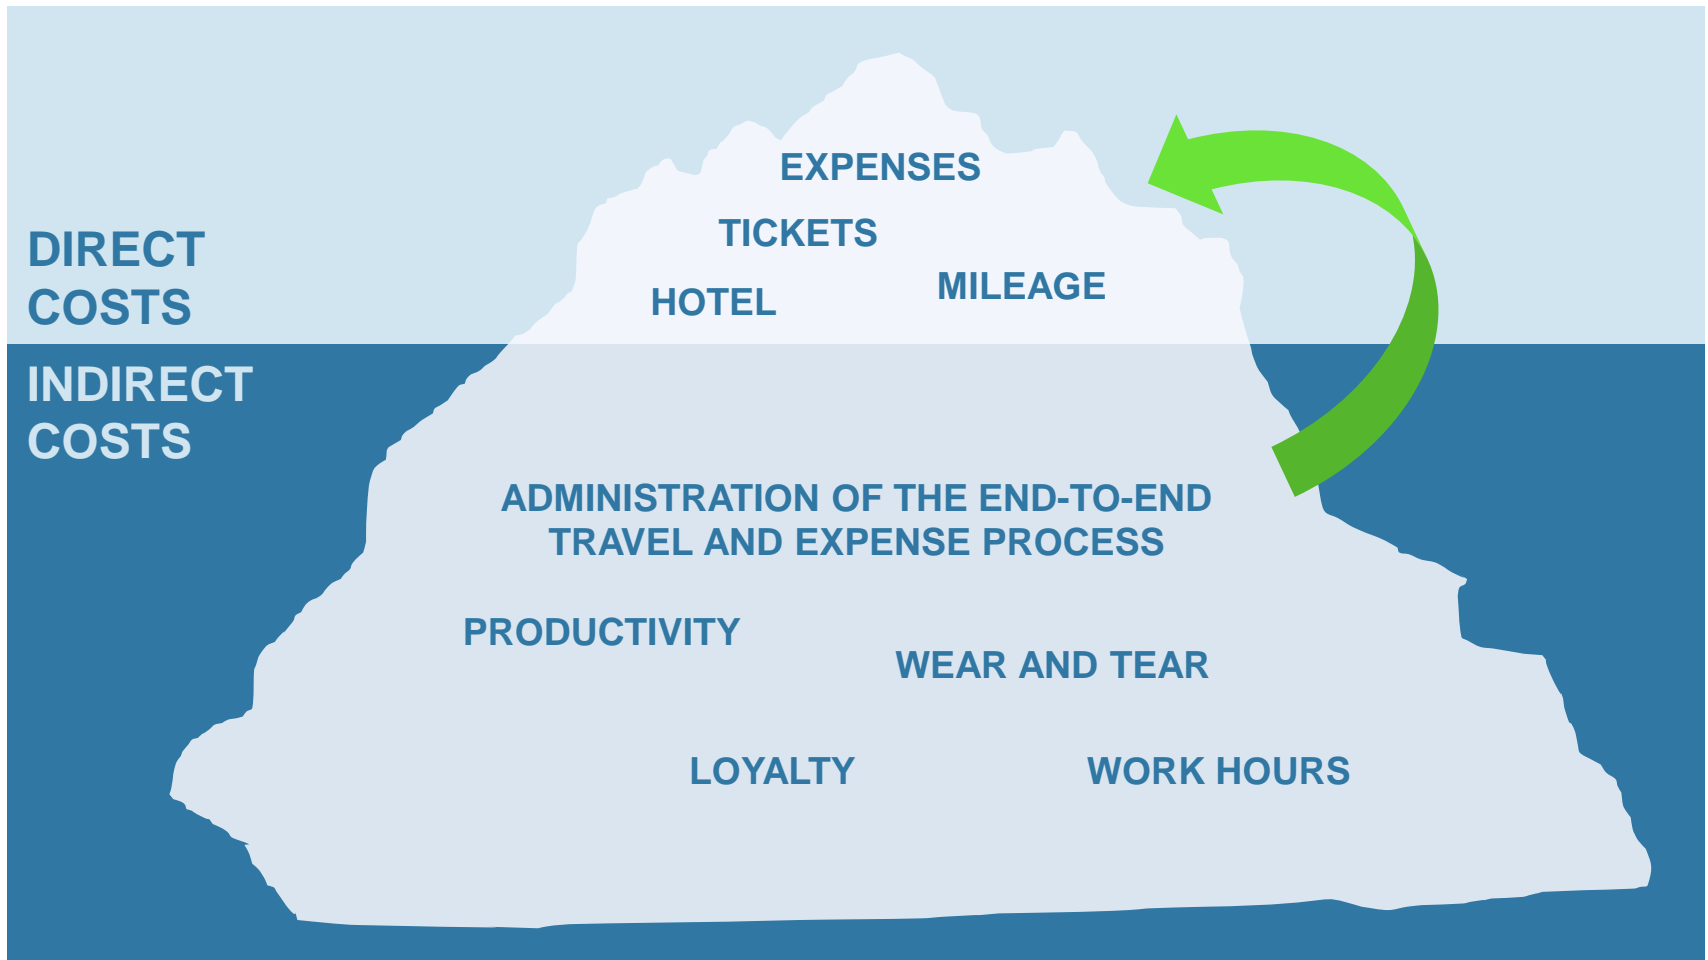 EXPENSES
TICKETS
DIRECT
COSTS
MILEAGE
HOTEL
INDIRECT
COSTS
ADMINISTRATION OF THE END-TO-END
TRAVEL AND EXPENSE PROCESS
PRODUCTIVITY
WEAR AND TEAR
LOYALTY
WORK HOURS